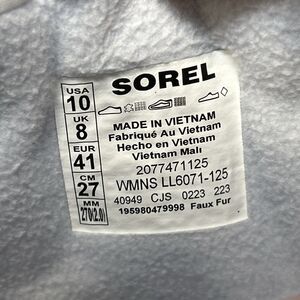 USA
10
UK
8
EUR
41
CM
27
MM
270(2.0)
SOREL
MADE IN VIETNAM
Fabriqué Au Vietnam
Hecho en Vietnam
Vietnam Malı
2077471125
WMNS LL6071-125
40949 CJS 0223 223
195980479998 Faux Fur